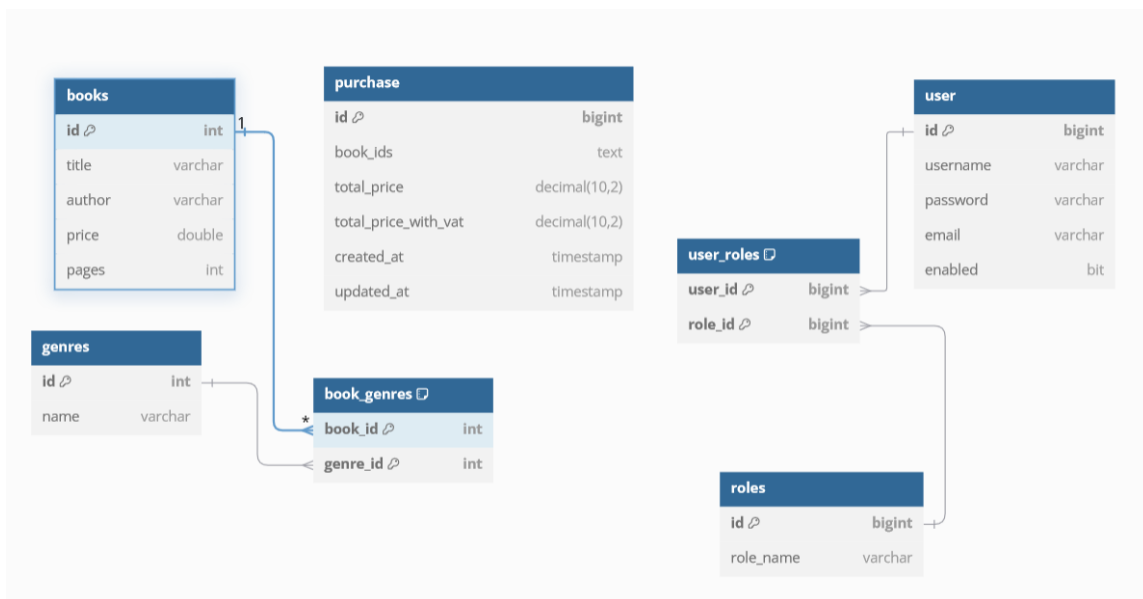 books
id int
title varchar
author varchar
price double
pages int
purchase
id bigint
book_ids text
total_price decimal(10,2)
total_price_with_vat decimal(10,2)
created_at timestamp
updated_at timestamp
user
id bigint
username varchar
password varchar
email varchar
enabled bit
user_roles
user_id bigint
role_id bigint
genres
id int
name varchar
book_genres
book_id int
genre_id int
roles
id bigint
role_name varchar
1
*